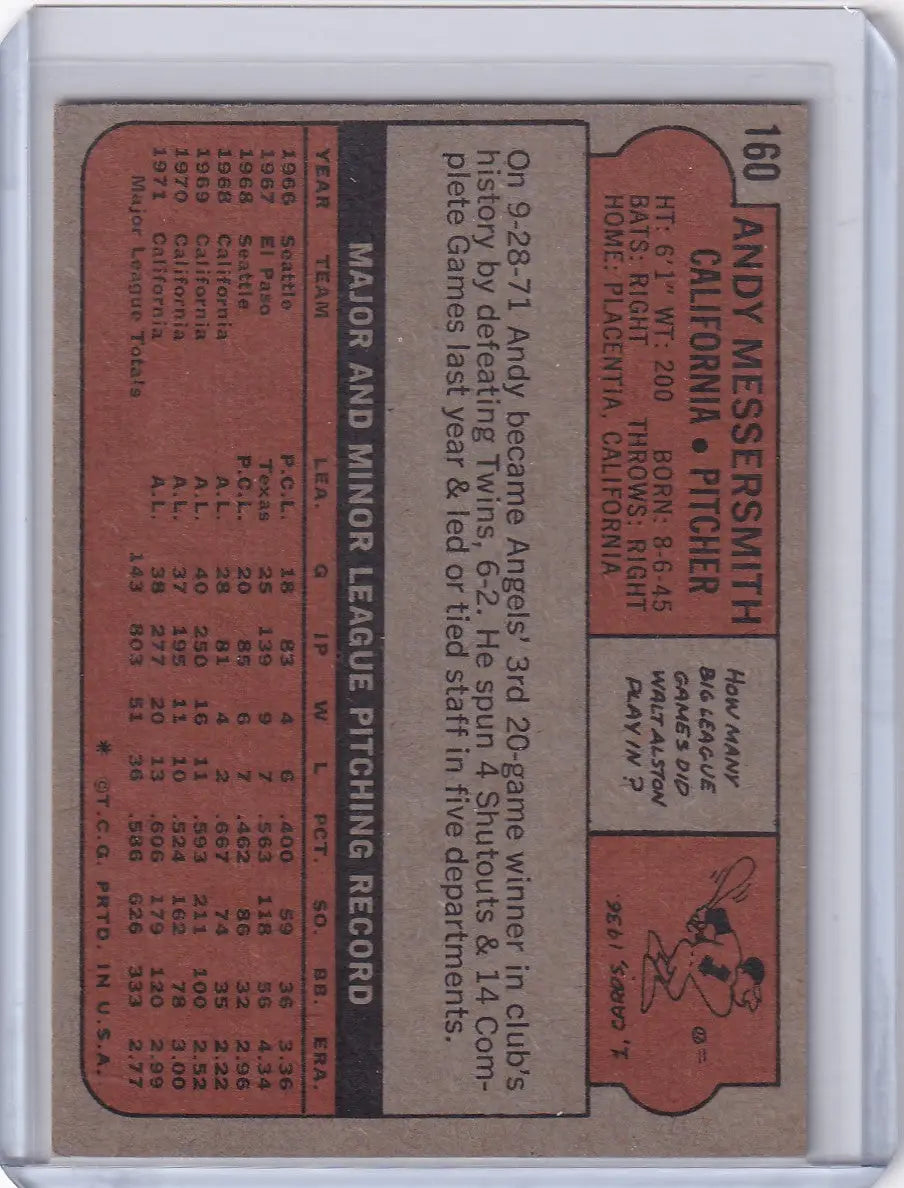 160
ANDY MESSERSMITH
CALIFORNIA • PITCHER
HT: 6'1" WT: 200 BORN: 8-6-45
BATS: RIGHT THROWS: RIGHT
HOME: PLACENTIA, CALIFORNIA
HOW MANY
BIG LEAGUE
GAMES DID
WALT ALSTON
PLAY IN?
1, CARDS, 1936.
On 9-28-71 Andy became Angels' 3rd 20-game winner in club's
history by defeating Twins, 6-2. He spun 4 Shutouts & 14 Com-
plete Games last year & led or tied staff in five departments.
MAJOR AND MINOR LEAGUE PITCHING RECORD
YEAR TEAM LEA. G IP W L PCT. SO. BB. ERA.
1966 Seattle P.C.L. 18 83 4 6 .400 59 36 3.36
1967 El Paso Texas 25 139 9 7 .563 118 56 4.34
1968 Seattle P.C.L. 20 85 6 7 .462 86 32 2.96
1968 California A.L. 28 81 4 2 .667 74 35 2.22
1969 California A.L. 40 250 16 11 .593 211 100 2.52
1970 California A.L. 37 195 11 10 .524 162 78 3.00
1971 California A.L. 38 277 20 13 .606 179 120 2.99
Major League Totals 143 803 51 36 .586 626 333 2.77
* ©T.C.G. PRTD. IN U.S.A.